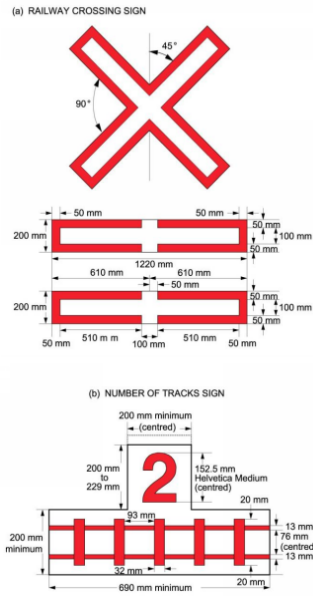 (a) RAILWAY CROSSING SIGN
45°
90°
50 mm 50 mm
50 mm
200 mm 100 mm
50 mm
1220 mm
610 mm 610 mm
50 mm
50 mm
200 mm 100 mm
50 mm
510 m m 510 mm
50 mm 100 mm 50 mm
(b) NUMBER OF TRACKS SIGN
200 mm minimum
(centred)
200 mm
to
229 mm
2
152.5 mm
Helvetica Medium
(centred)
93 mm
20 mm
200 mm
minimum
13 mm
76 mm
(centred
13 mm
32 mm
20 mm
690 mm minimum